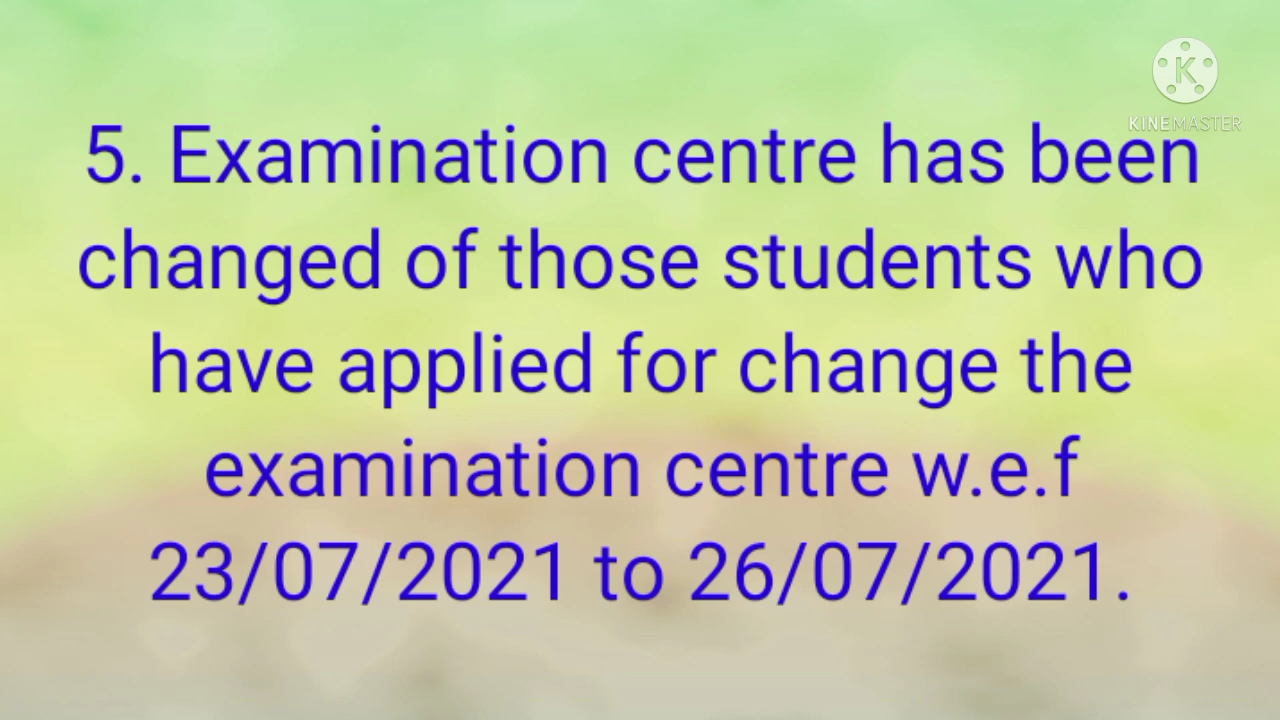 KINEMASTER
5. Examination centre has been
changed of those students who
have applied for change the
examination centre w.e.f
23/07/2021 to 26/07/2021.